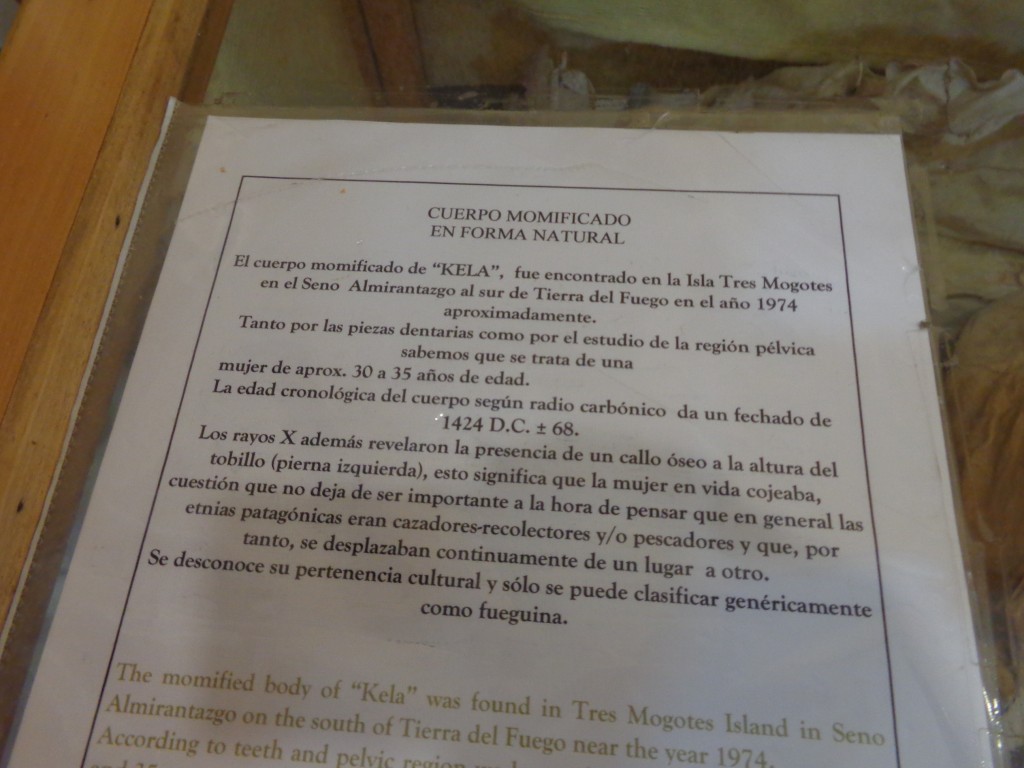 CUERPO MOMIFICADO
EN FORMA NATURAL
El cuerpo momificado de “KELA”, fue encontrado en la Isla Tres Mogotes
en el Seno Almirantazgo al sur de Tierra del Fuego en el año 1974
aproximadamente.
Tanto por las piezas dentarias como por el estudio de la región pélvica
sabemos que se trata de una
mujer de aprox. 30 a 35 años de edad.
La edad cronológica del cuerpo según radio carbónico da un fechado de
1424 D.C. ± 68.
Los rayos X además revelaron la presencia de un callo óseo a la altura del
tobillo (pierna izquierda), esto significa que la mujer en vida cojeaba,
cuestión que no deja de ser importante a la hora de pensar que en general las
etnias patagónicas eran cazadores-recolectores y/o pescadores y que, por
tanto, se desplazaban continuamente de un lugar a otro.
Se desconoce su pertenencia cultural y sólo se puede clasificar genéricamente
como fueguina.
The momified body of “Kela” was found in Tres Mogotes Island in Seno
Almirantazgo on the south of Tierra del Fuego near the year 1974.
According to teeth and pelvic region